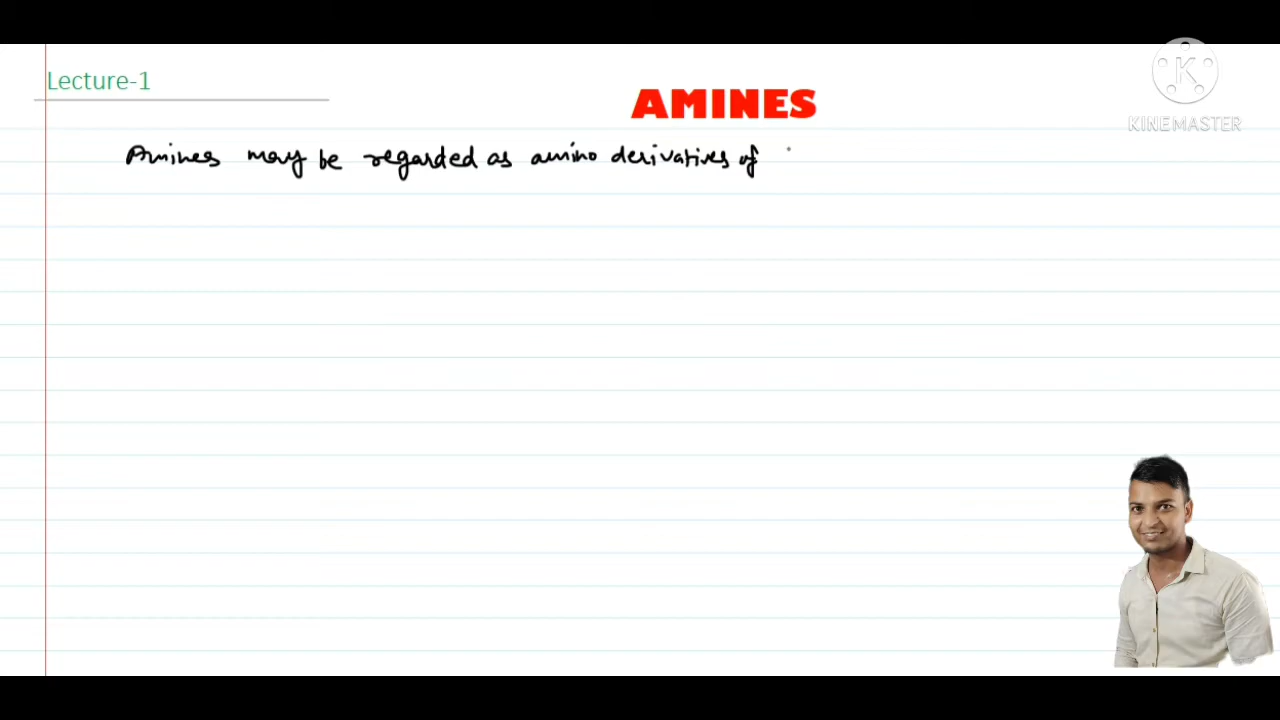 Lecture-1
AMINES
K
KINEMASTER
Amines may be regarded as amino derivatives of